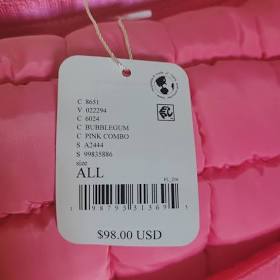 C 8651
V 022294
C 6024
C BUBBLEGUM
C PINK COMBO
S A2444
S 99835886
size
ALL
$98.00 USD